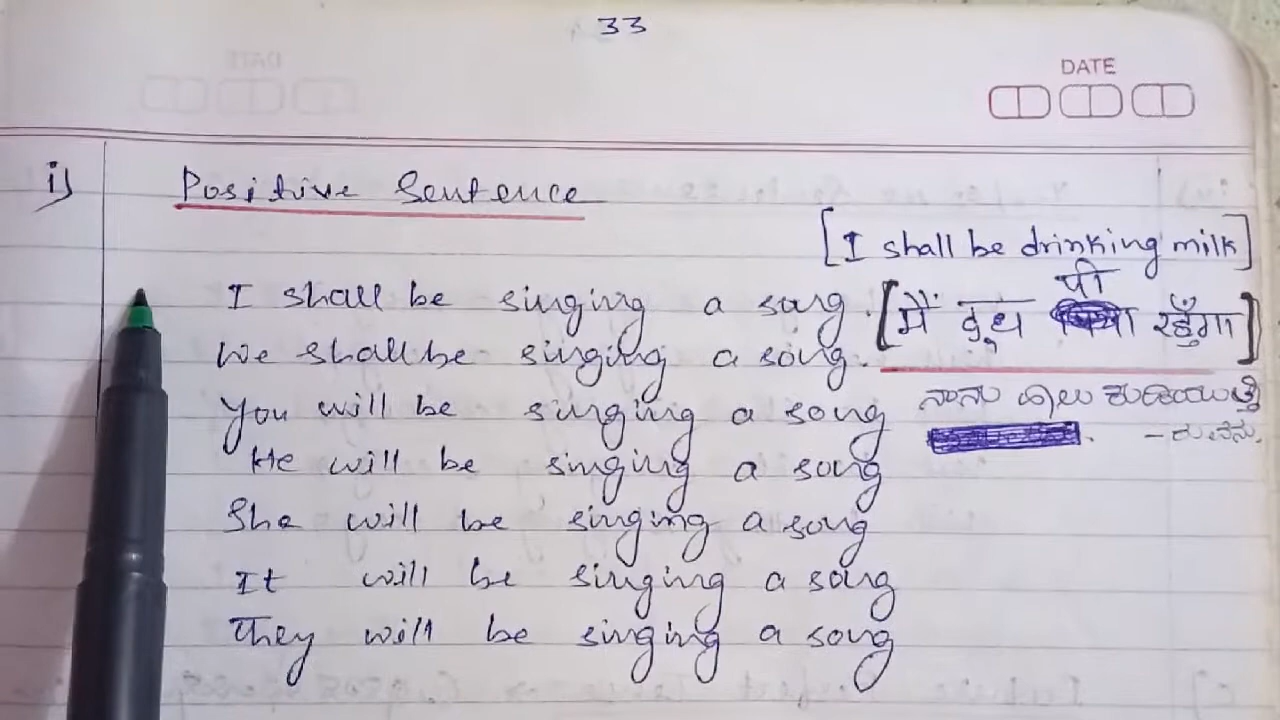 33
DATE
i)
Positive Sentence
[I shall be drinking milk]
I shall be singing a song. [मैं दूध पी रहुँगा]
We shall be singing a song.
You will be singing a song
ನಾನು ಹಾಲು ಕುಡಿಯುತ್ತಿ
He will be singing a song
She will be singing a song
It will be singing a song
They will be singing a song